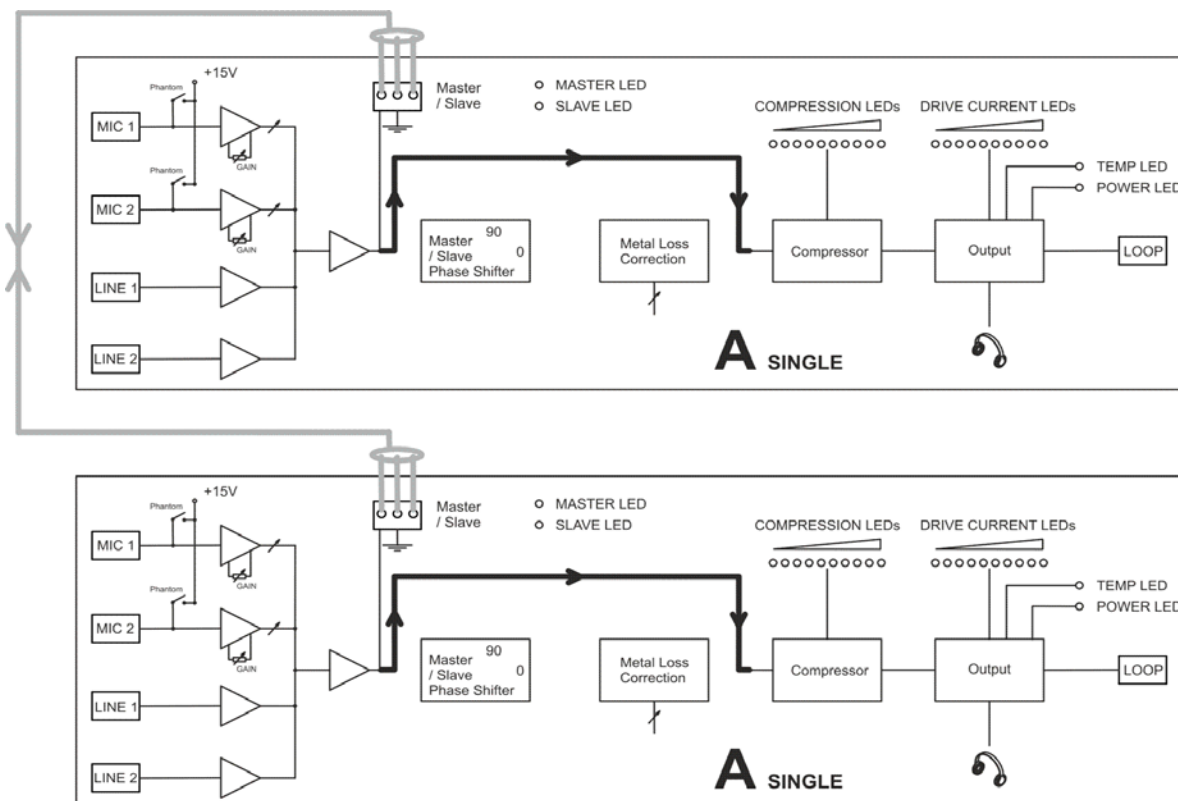 +15V
Phantom
MIC 1
GAIN
Phantom
MIC 2
GAIN
LINE 1
LINE 2
Master
/ Slave
MASTER LED
SLAVE LED
90
Master
/ Slave 0
Phase Shifter
Metal Loss
Correction
COMPRESSION LEDs
DRIVE CURRENT LEDs
TEMP LED
POWER LED
Compressor
Output
LOOP
A SINGLE
+15V
Phantom
MIC 1
GAIN
Phantom
MIC 2
GAIN
LINE 1
LINE 2
Master
/ Slave
MASTER LED
SLAVE LED
90
Master
/ Slave 0
Phase Shifter
Metal Loss
Correction
COMPRESSION LEDs
DRIVE CURRENT LEDs
TEMP LED
POWER LED
Compressor
Output
LOOP
A SINGLE